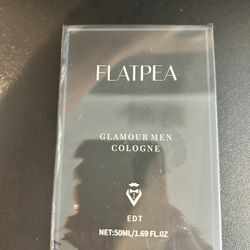 FLATPEA
GLAMOUR MEN
COLOGNE
EDT
NET:50ML/1.69 FL.OZ